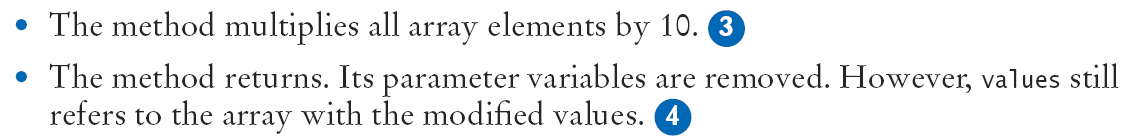 • The method multiplies all array elements by 10. 3
• The method returns. Its parameter variables are removed. However, values still
refers to the array with the modified values. 4